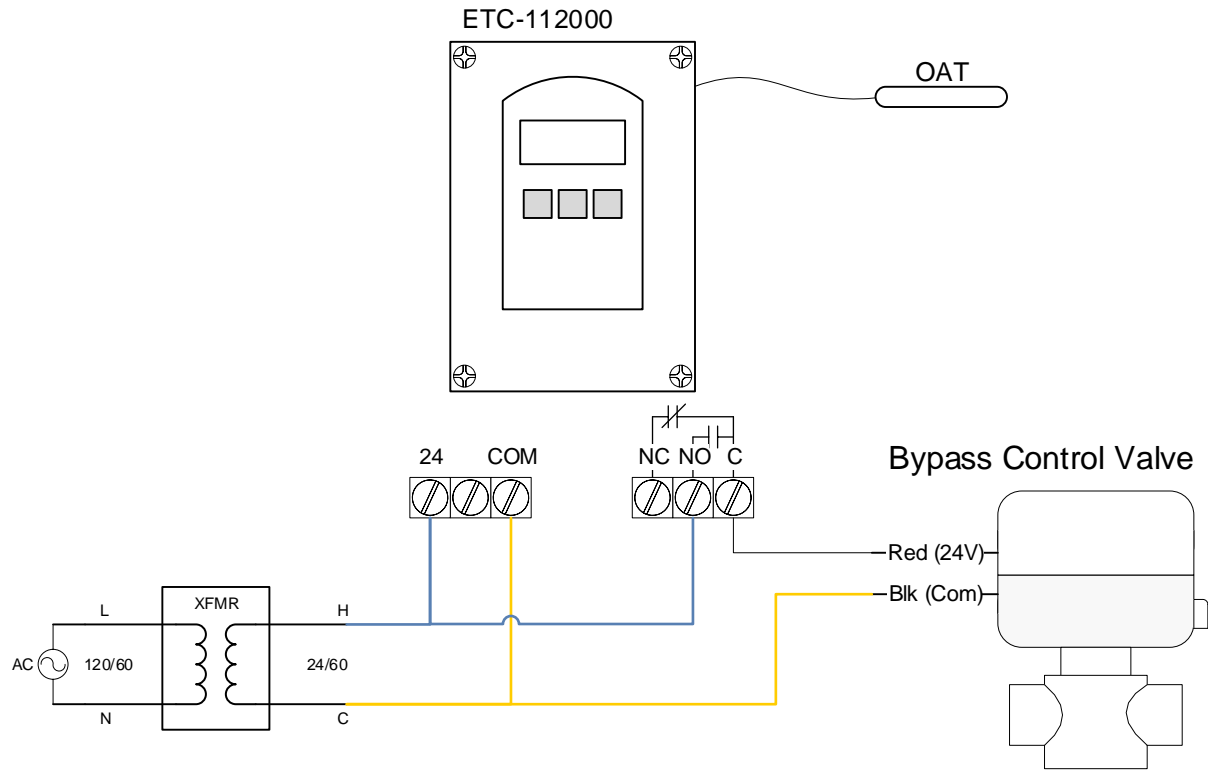 ETC-112000
OAT
24 COM
NC NO C
Bypass Control Valve
Red (24V)
Blk (Com)
L
XFMR
H
AC
120/60
24/60
N
C